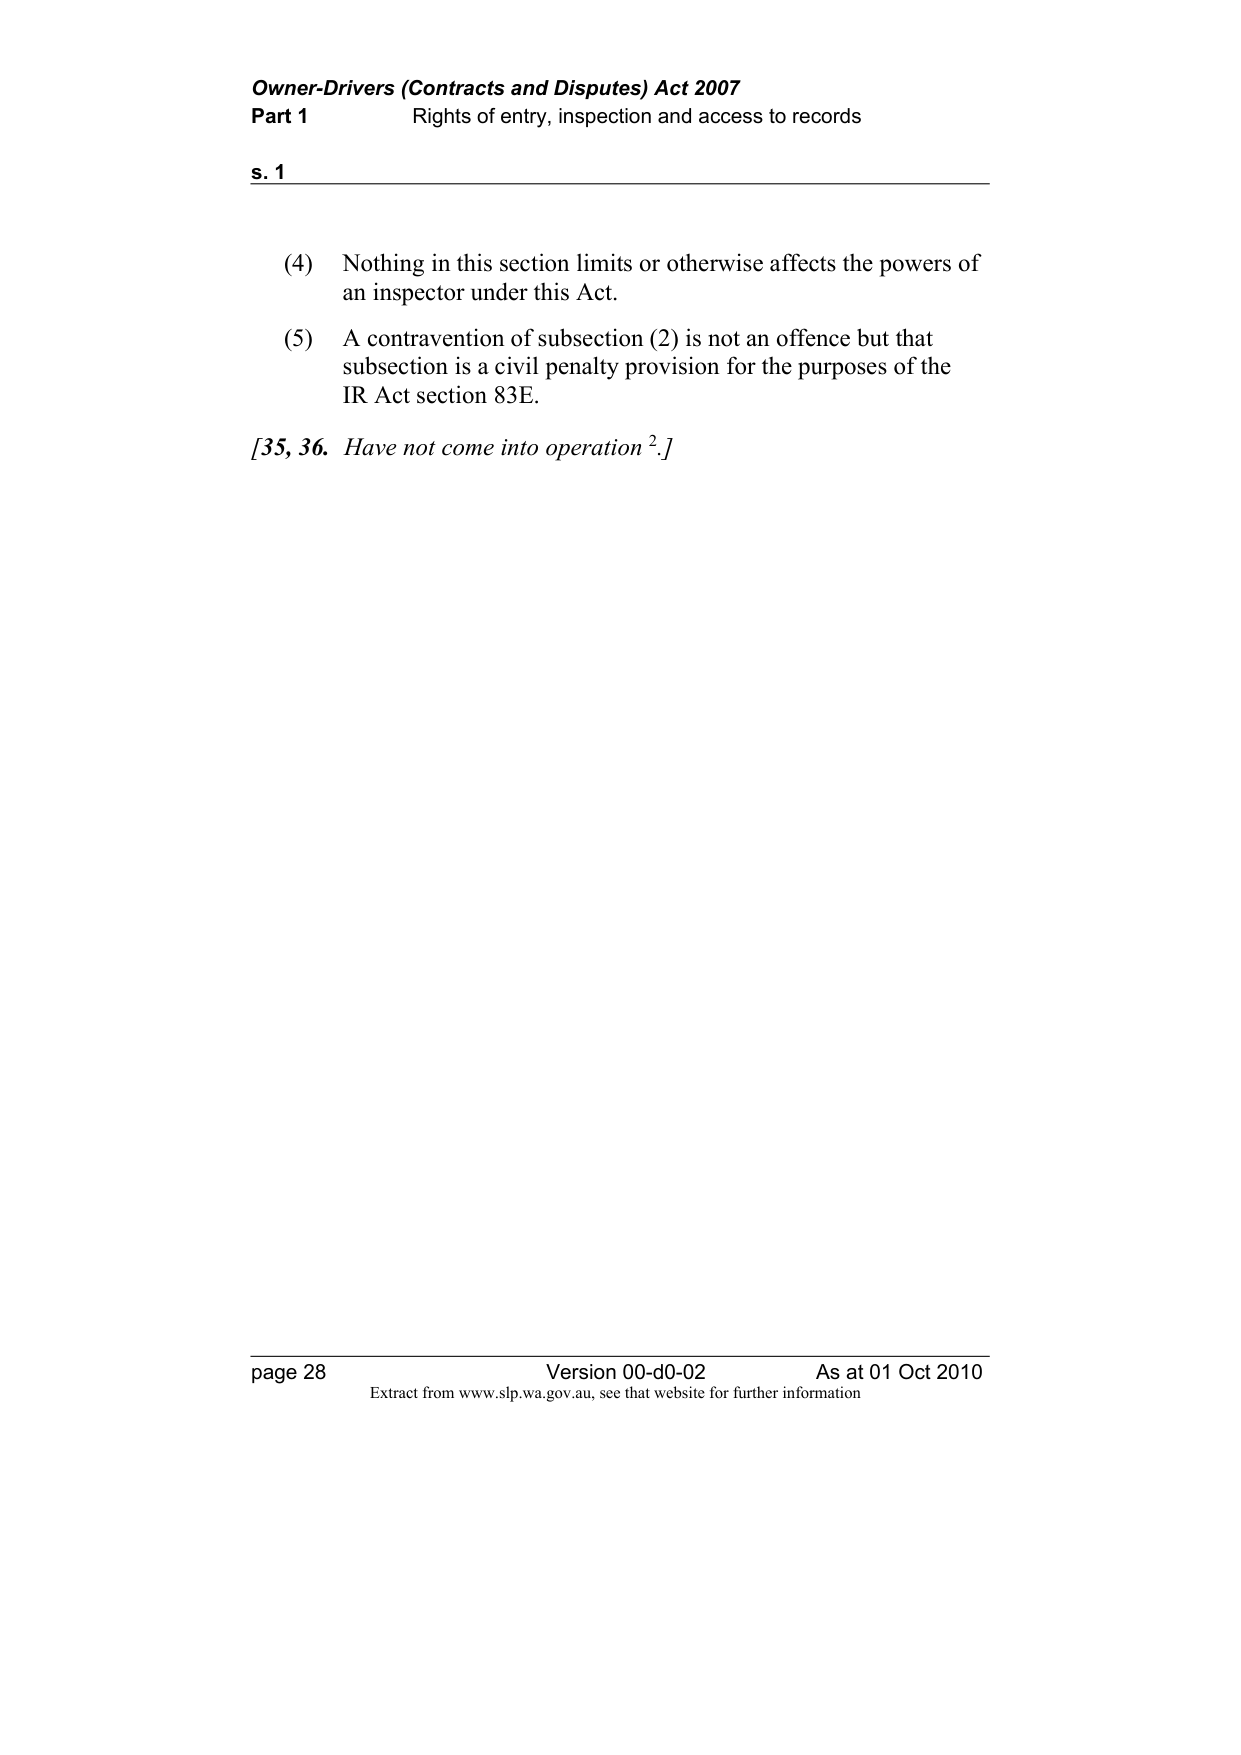 Owner-Drivers (Contracts and Disputes) Act 2007
Part 1 Rights of entry, inspection and access to records
s. 1
(4) Nothing in this section limits or otherwise affects the powers of
an inspector under this Act.
(5) A contravention of subsection (2) is not an offence but that
subsection is a civil penalty provision for the purposes of the
IR Act section 83E.
[35, 36. Have not come into operation 2.]
page 28 Version 00-d0-02 As at 01 Oct 2010
Extract from www.slp.wa.gov.au, see that website for further information